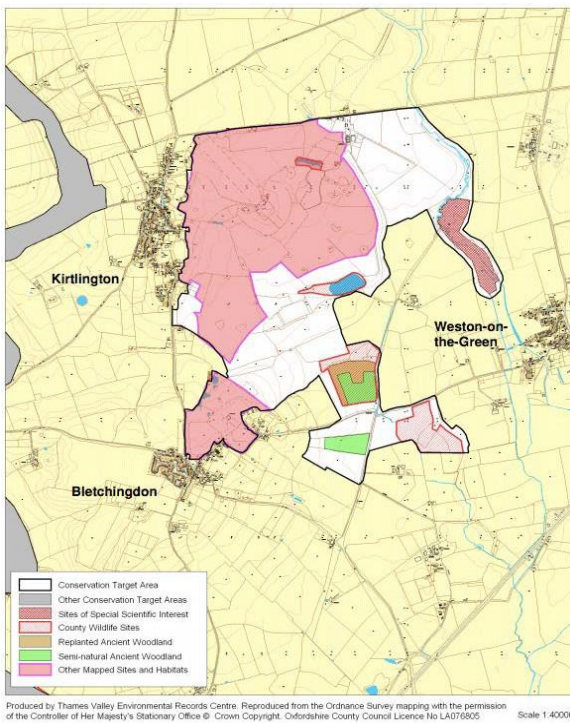 Kirtlington
Weston-on-
the-Green
Bletchingdon
Conservation Target Area
Other Conservation Target Areas
Sites of Special Scientific Interest
County Wildlife Sites
Replanted Ancient Woodland
Semi-natural Ancient Woodland
Other Mapped Sites and Habitats
Produced by Thames Valley Environmental Records Centre. Reproduced from the Ordnance Survey mapping with the permission
of the Controller of Her Majesty's Stationary Office © Crown Copyright. Oxfordshire County Council Licence No LA076805
Scale 1:40000